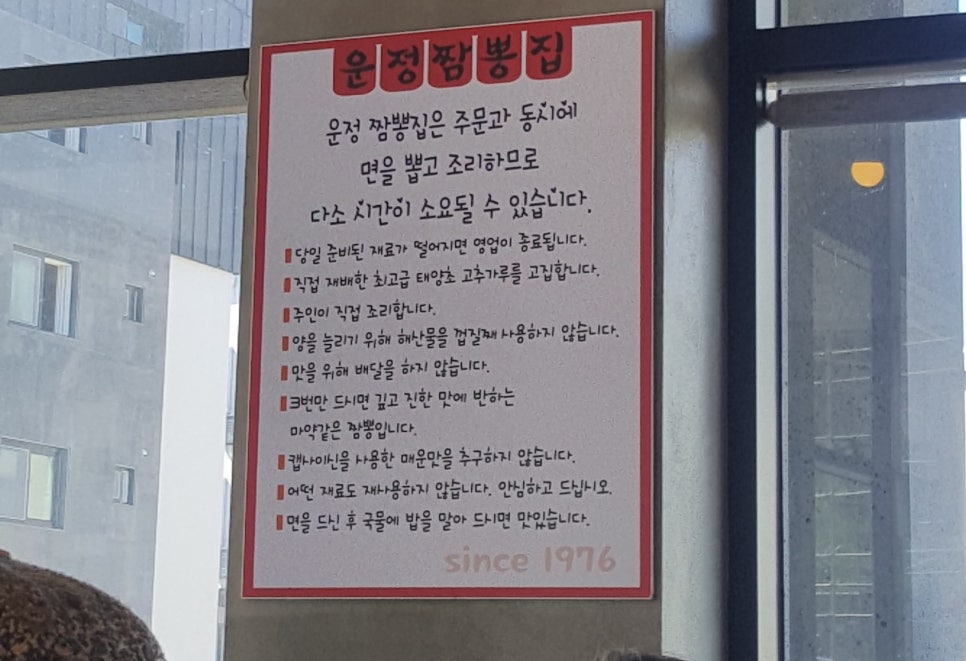 운정짬뽕집
운정 짬뽕집은 주문과 동시에
면을 뽑고 조리하므로
다소 시간이 소요될 수 있습니다.
당일 준비된 재료가 떨어지면 영업이 종료됩니다.
직접 재배한 최고급 태양초 고추가루를 고집합니다.
주인이 직접 조리합니다.
양을 늘리기 위해 해산물을 껍질째 사용하지 않습니다.
맛을 위해 배달을 하지 않습니다.
3번만 드시면 깊고 진한 맛에 반하는
마약같은 짬뽕입니다.
캡사이신을 사용한 매운맛을 추구하지 않습니다.
어떤 재료도 재사용하지 않습니다. 안심하고 드십시오.
면을 드신 후 국물에 밥을 말아 드시면 맛있습니다.
since 1976